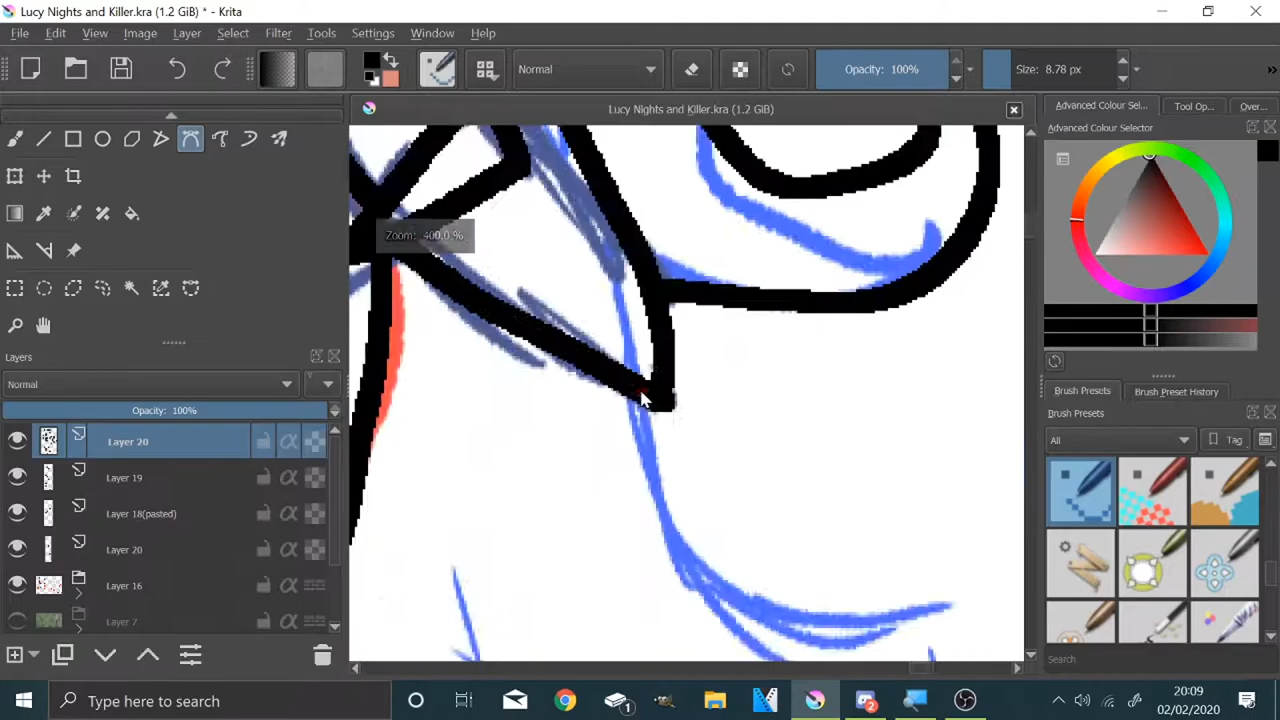 Lucy Nights and Killer.kra (1.2 GiB) * - Krita
File Edit View Image Layer Select Filter Tools Settings Window Help
Normal
Opacity: 100%
Size: 8.78 px
»
Lucy Nights and Killer.kra (1.2 GiB)
Advanced Colour Sel...
Tool Op...
Over...
Advanced Colour Selector
Zoom: 400.0 %
Layers
Normal
Opacity: 100%
Layer 20
Layer 19
Layer 18(pasted)
Layer 20
Layer 16
Layer 7
Brush Presets
Brush Preset History
Brush Presets
All
Tag
Search
Type here to search
1
2
20:09
02/02/2020